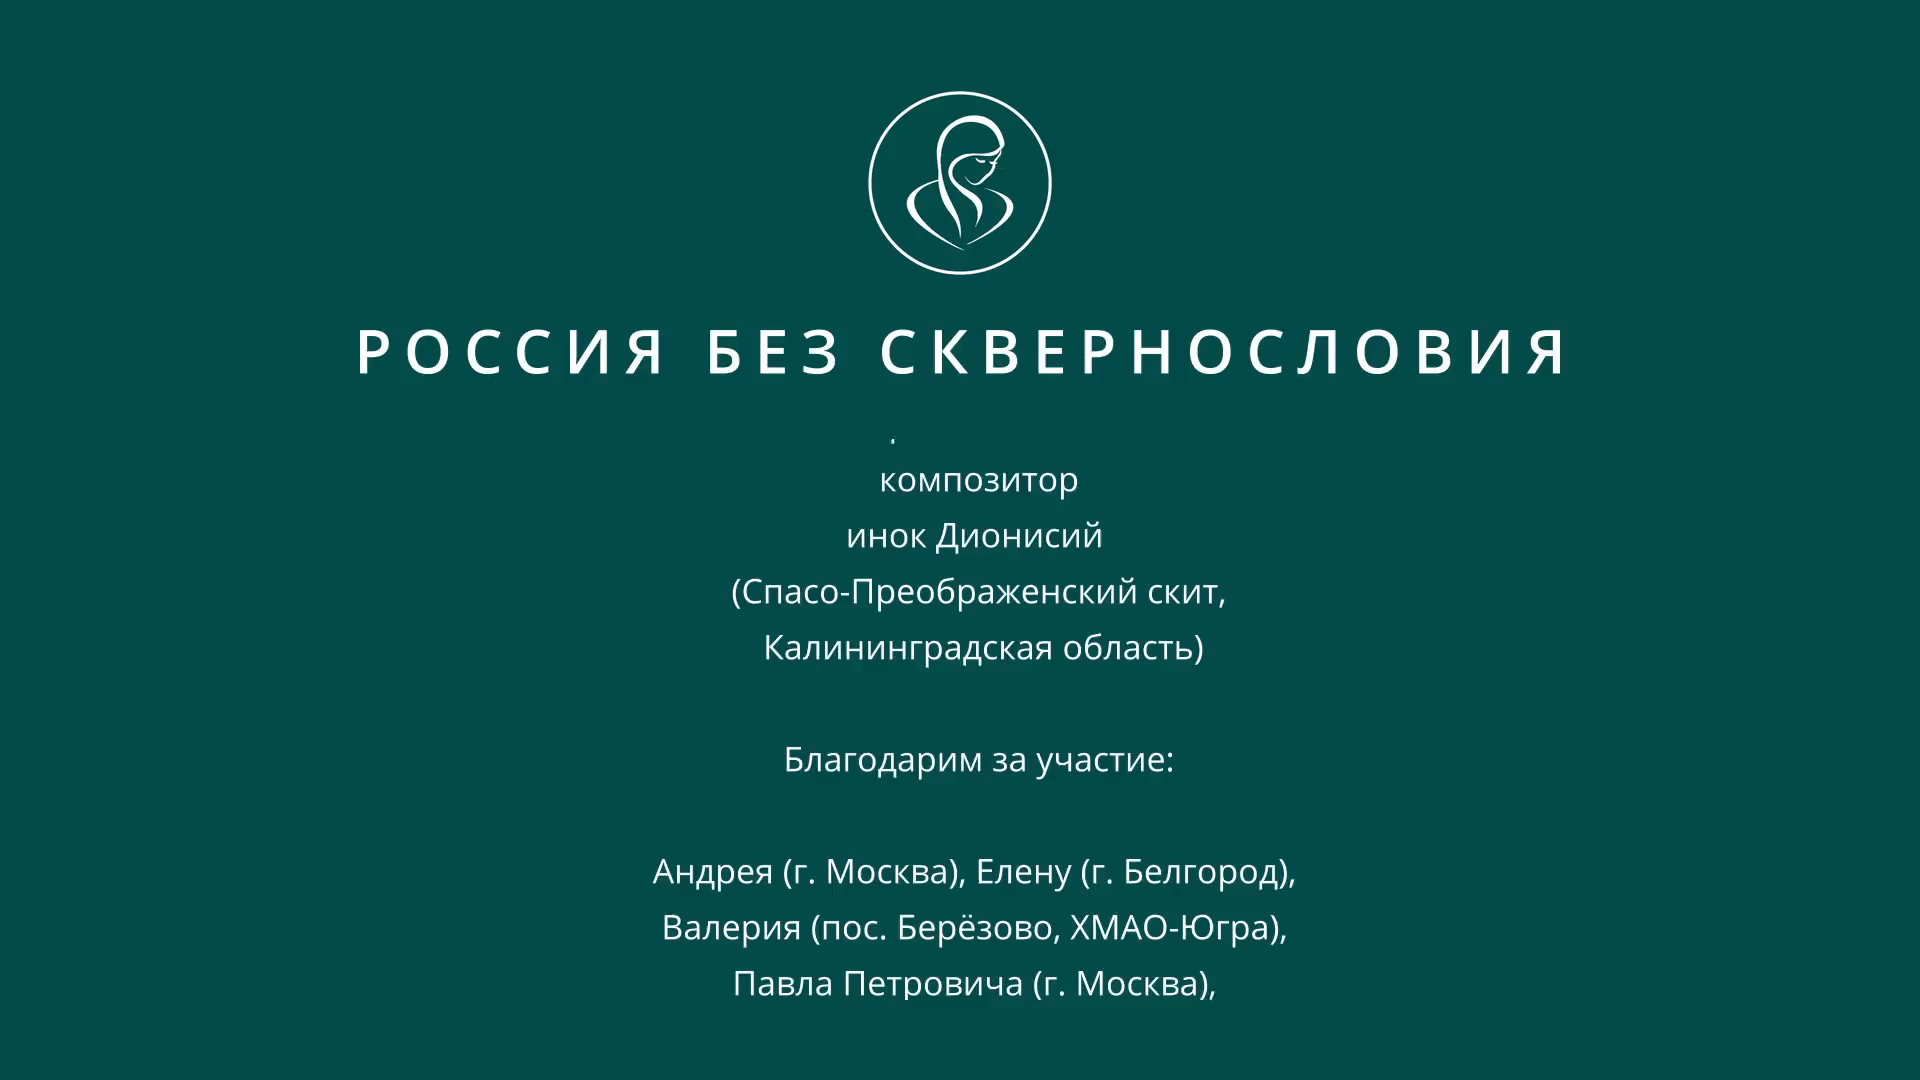 РОССИЯ БЕЗ СКВЕРНОСЛОВИЯ
композитор
инок Дионисий
(Спасо-Преображенский скит,
Калининградская область)
Благодарим за участие:
Андрея (г. Москва), Елену (г. Белгород),
Валерия (пос. Берёзово, ХМАО-Югра),
Павла Петровича (г. Москва),